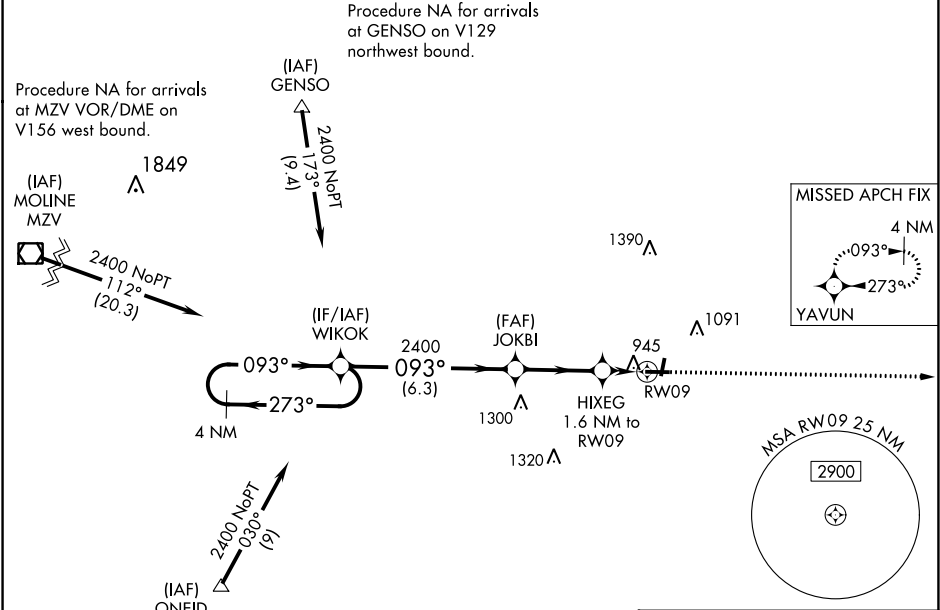 Procedure NA for arrivals
at GENSO on V129
northwest bound.
Procedure NA for arrivals
at MZV VOR/DME on
V156 west bound.
(IAF)
GENSO
2400 NoPT
173°
(9.4)
1849
(IAF)
MOLINE
MZV
2400 NoPT
112°
(20.3)
MISSED APCH FIX
4 NM
093°
273°
YAVUN
1390
1091
(IF/IAF)
WIKOK
093°
273°
4 NM
2400
093°
(6.3)
(FAF)
JOKBI
945
RW09
HIXEG
1.6 NM to
RW09
1300
1320
MSA RW09 25 NM
2900
2400 NoPT
030°
(9)
(IAF)
ONEID